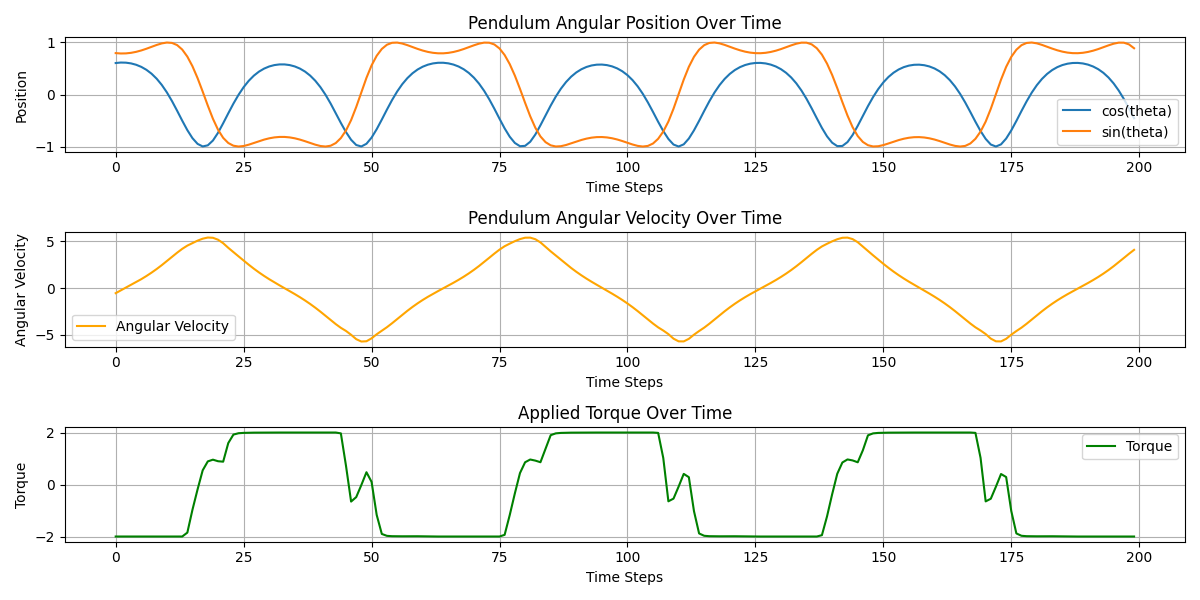 Pendulum Angular Position Over Time
Position
1
0
−1
cos(theta)
sin(theta)
0 25 50 75 100 125 150 175 200
Time Steps
Pendulum Angular Velocity Over Time
Angular Velocity
5
0
−5
Angular Velocity
0 25 50 75 100 125 150 175 200
Time Steps
Applied Torque Over Time
Torque
2
0
−2
Torque
0 25 50 75 100 125 150 175 200
Time Steps